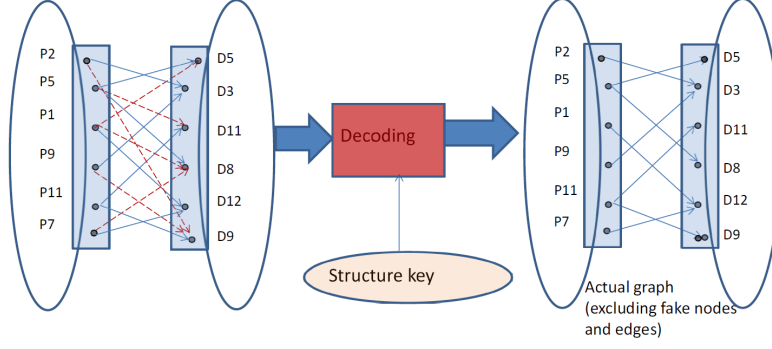 P2
P5
P1
P9
P11
P7
D5
D3
D11
D8
D12
D9
Decoding
Structure key
P2
P5
P1
P9
P11
P7
D5
D3
D11
D8
D12
D9
Actual graph
(excluding fake nodes
and edges)